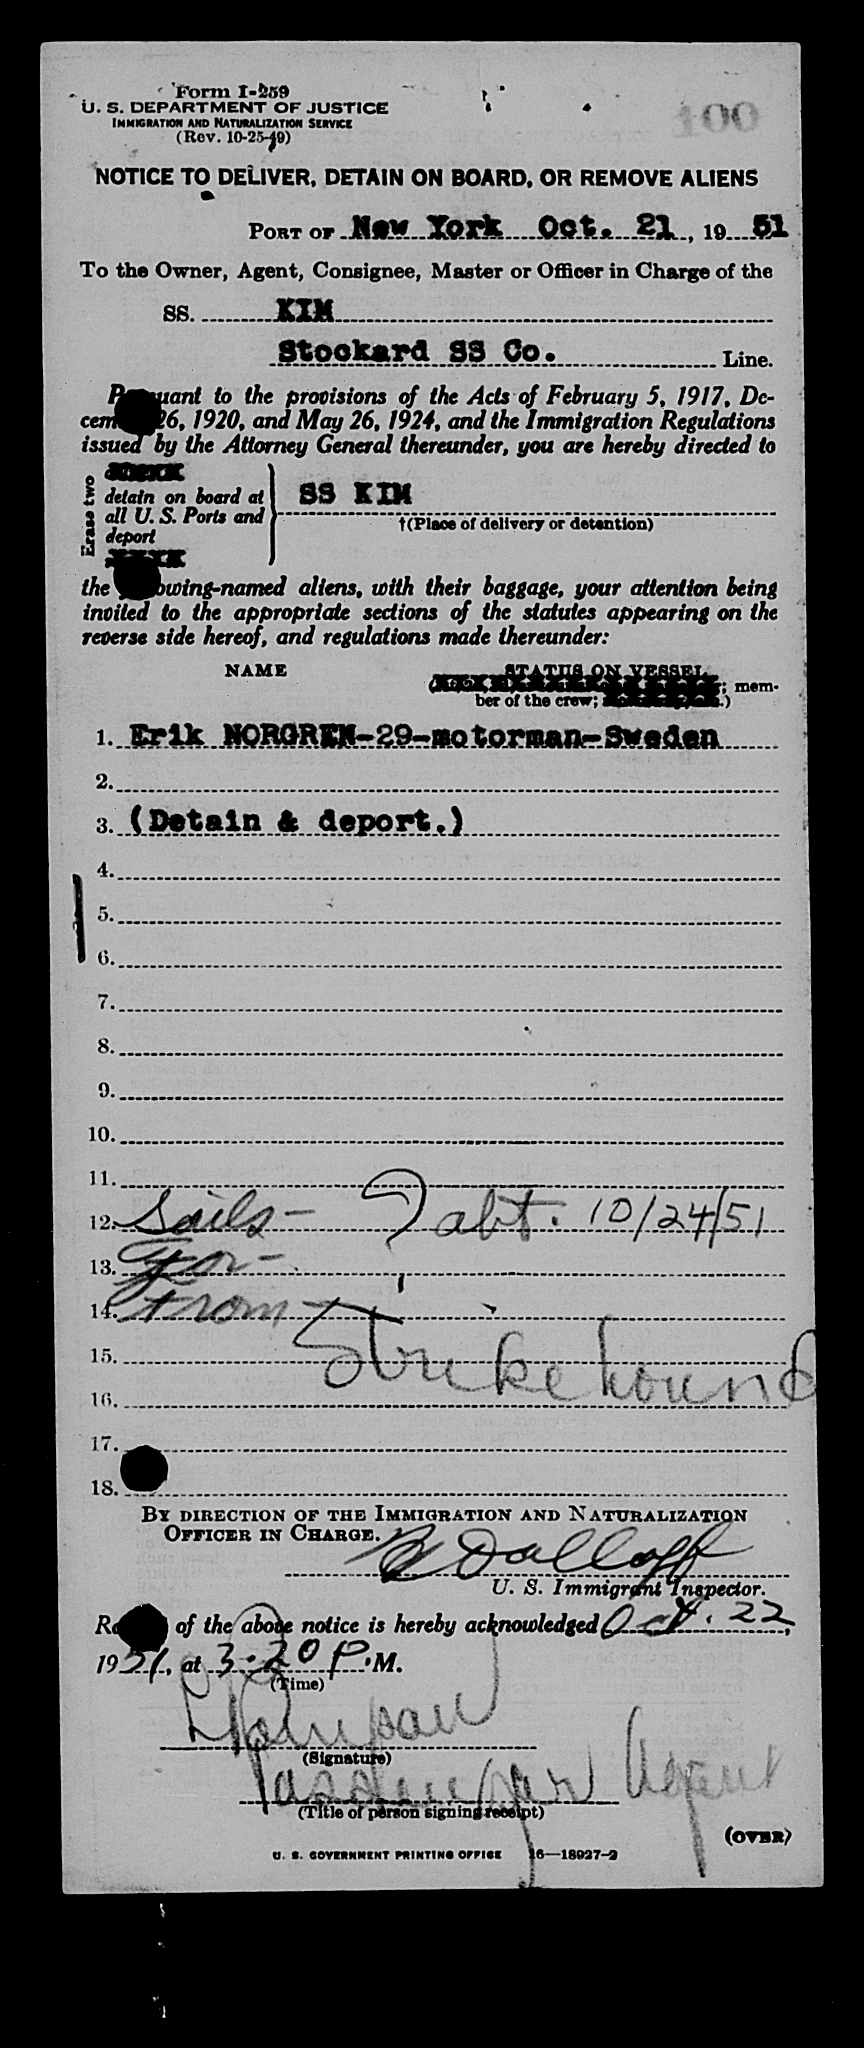 Form I-259
U. S. DEPARTMENT OF JUSTICE
IMMIGRATION AND NATURALIZATION SERVICE
(Rev. 10-25-49)
100
NOTICE TO DELIVER, DETAIN ON BOARD, OR REMOVE ALIENS
PORT OF New York Oct. 21, 19 51
To the Owner, Agent, Consignee, Master or Officer in Charge of the
SS. KIM
Stockard SS Co. Line.
uant to the provisions of the Acts of February 5, 1917, De-
cem 26, 1920, and May 26, 1924, and the Immigration Regulations
issued by the Attorney General thereunder, you are hereby directed to
Erase two
detain on board at
all U. S. Ports and
deport
SS KIM
†(Place of delivery or detention)
the owing-named aliens, with their baggage, your attention being
invited to the appropriate sections of the statutes appearing on the
reverse side hereof, and regulations made thereunder:
NAME STATUS ON VESSEL
; mem-
ber of the crew; .)
1. Erik NORGREN-29-motorman-Sweden
2.
3. (Detain & deport.)
4.
5.
6.
7.
8.
9.
10.
11.
12. Sails- ? abt. 10/24/51
13. For-
14. From-
15. Strikebound
16.
17.
18.
BY DIRECTION OF THE IMMIGRATION AND NATURALIZATION
OFFICER IN CHARGE.
U. S. Immigrant Inspector.
R of the above notice is hereby acknowledged Oct. 22,
1951, at 3:20 P.M.
(Time)
(Signature)
Passenger Agent
(Title of person signing receipt)
(OVER)
U. S. GOVERNMENT PRINTING OFFICE 16—18927-2